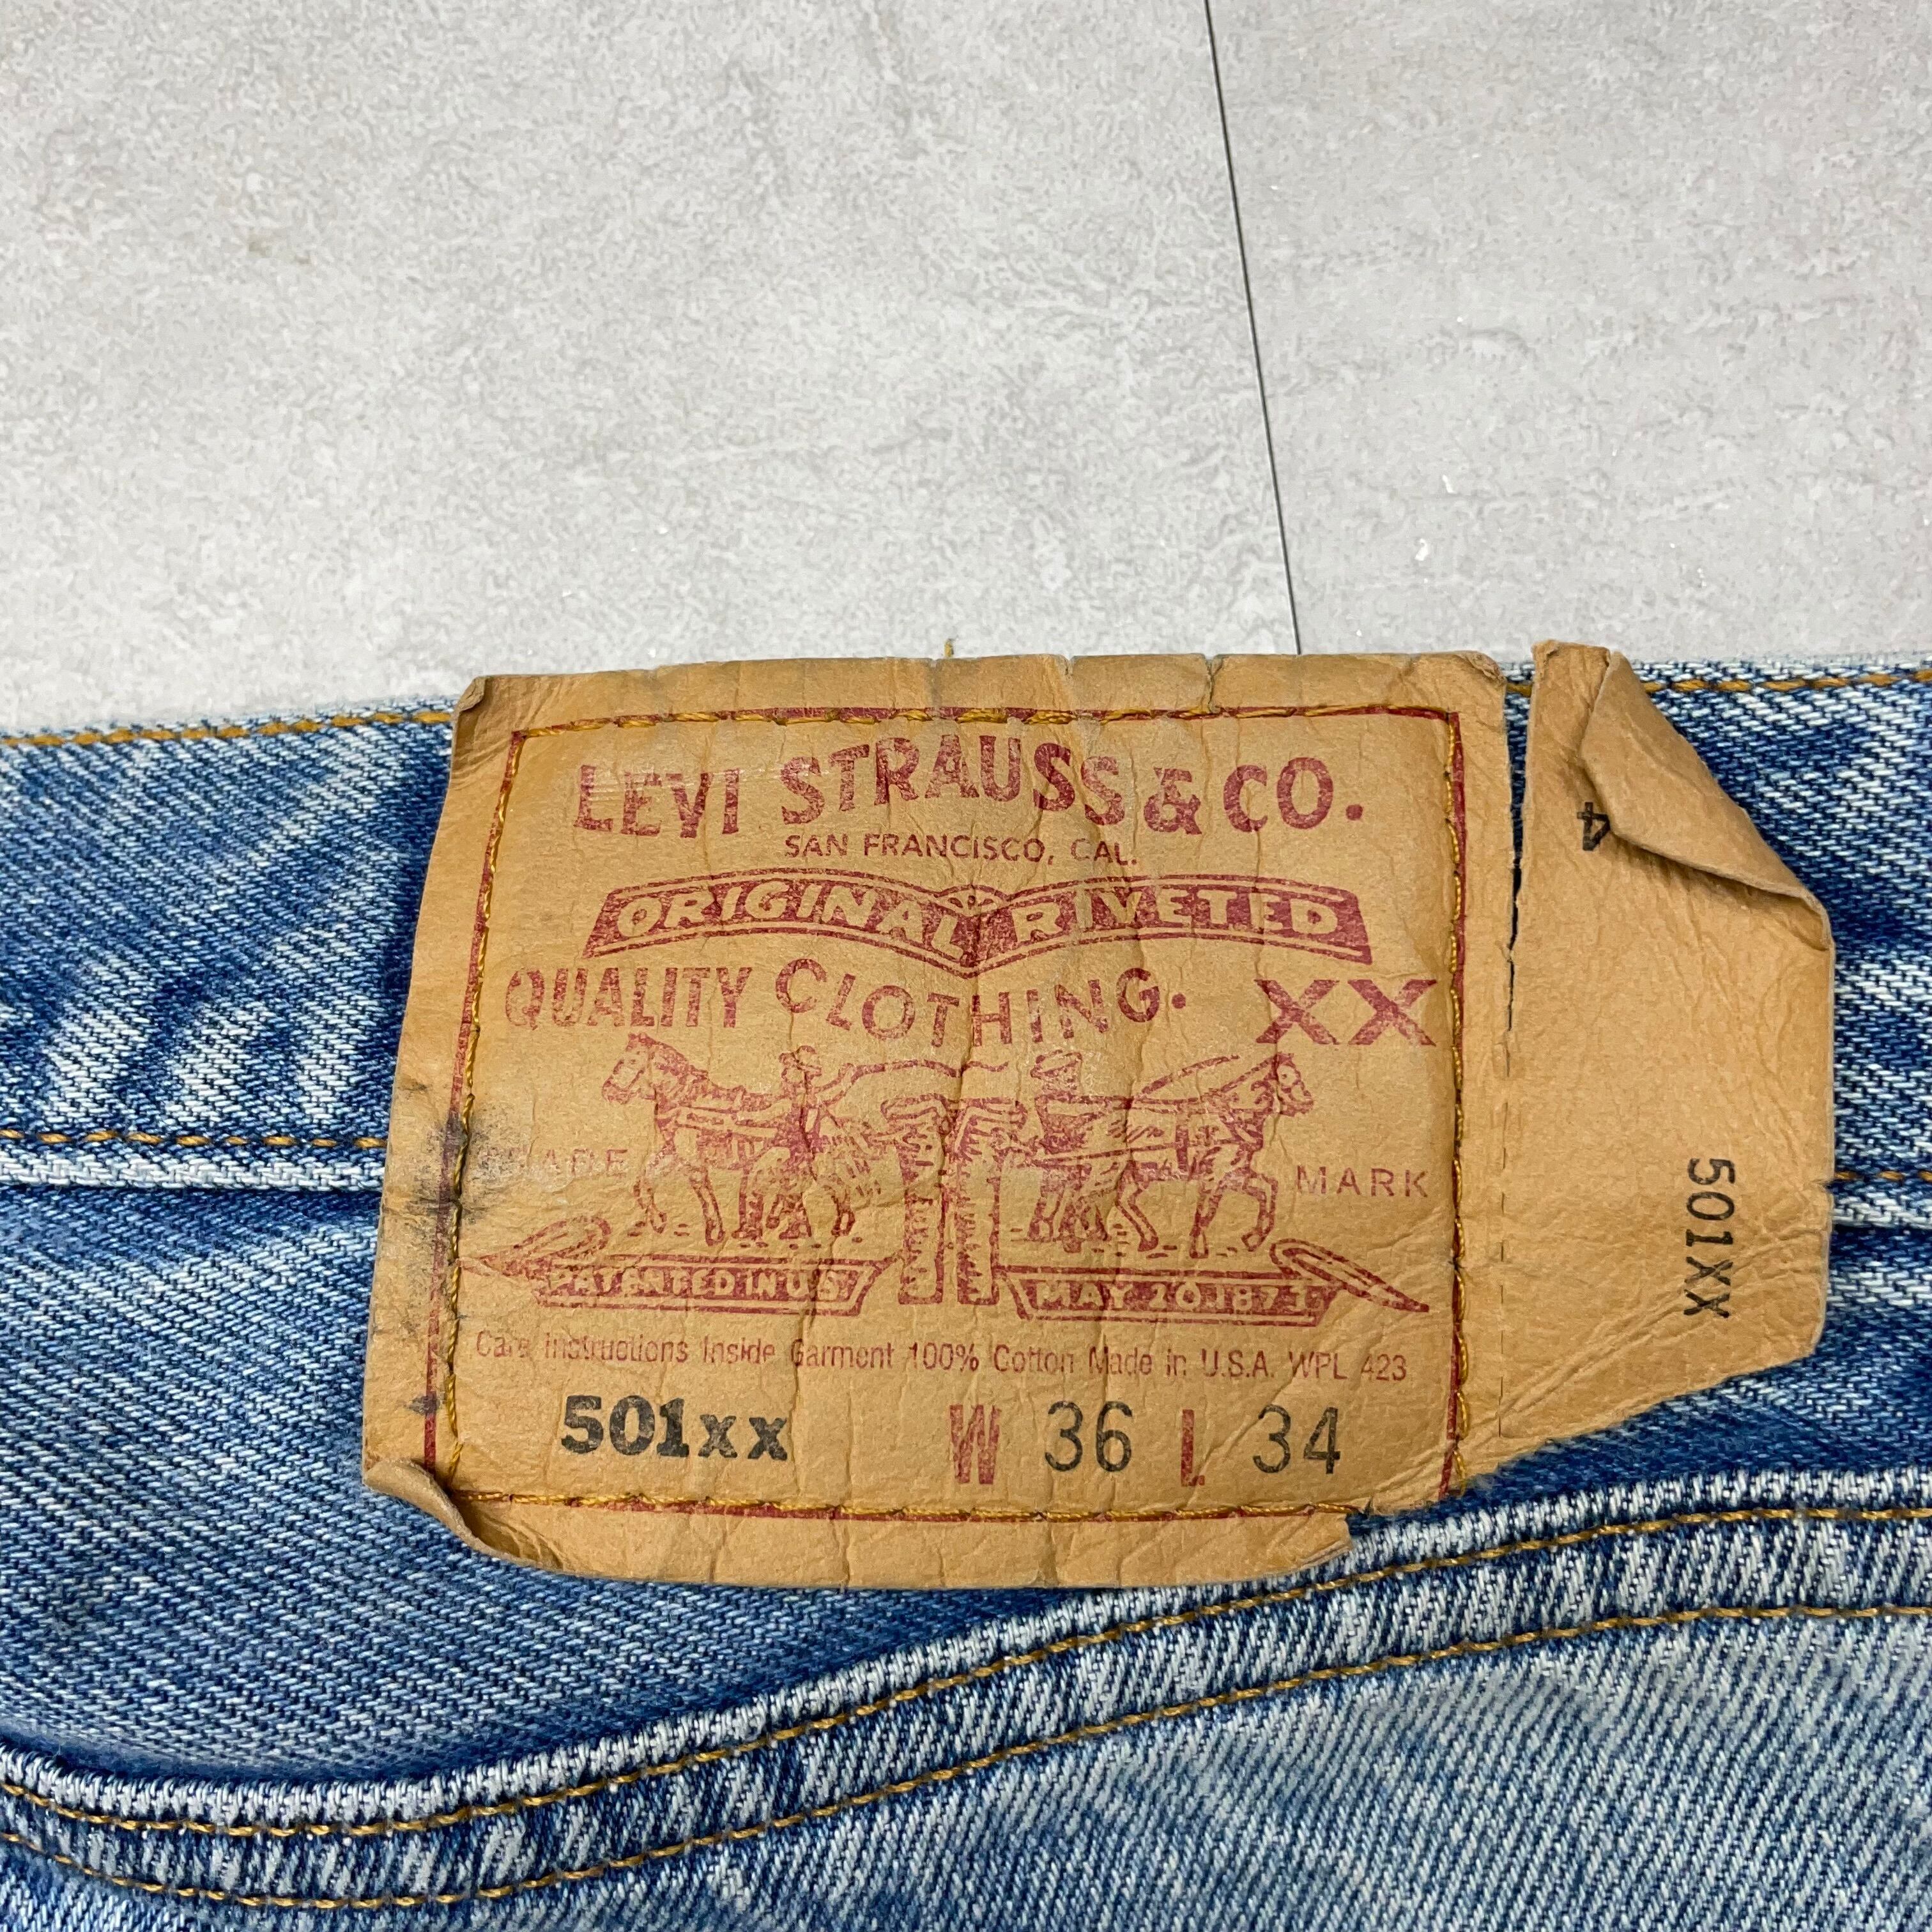 LEVI STRAUSS & CO.
SAN FRANCISCO, CAL.
ORIGINAL RIVETED
QUALITY CLOTHING. XX
MARK
PATENTED IN U.S.
MAY 20 1873
Care Instructions Inside Garment 100% Cotton Made in U.S.A. WPL 423
501xx W 36 L 34
4
501XX